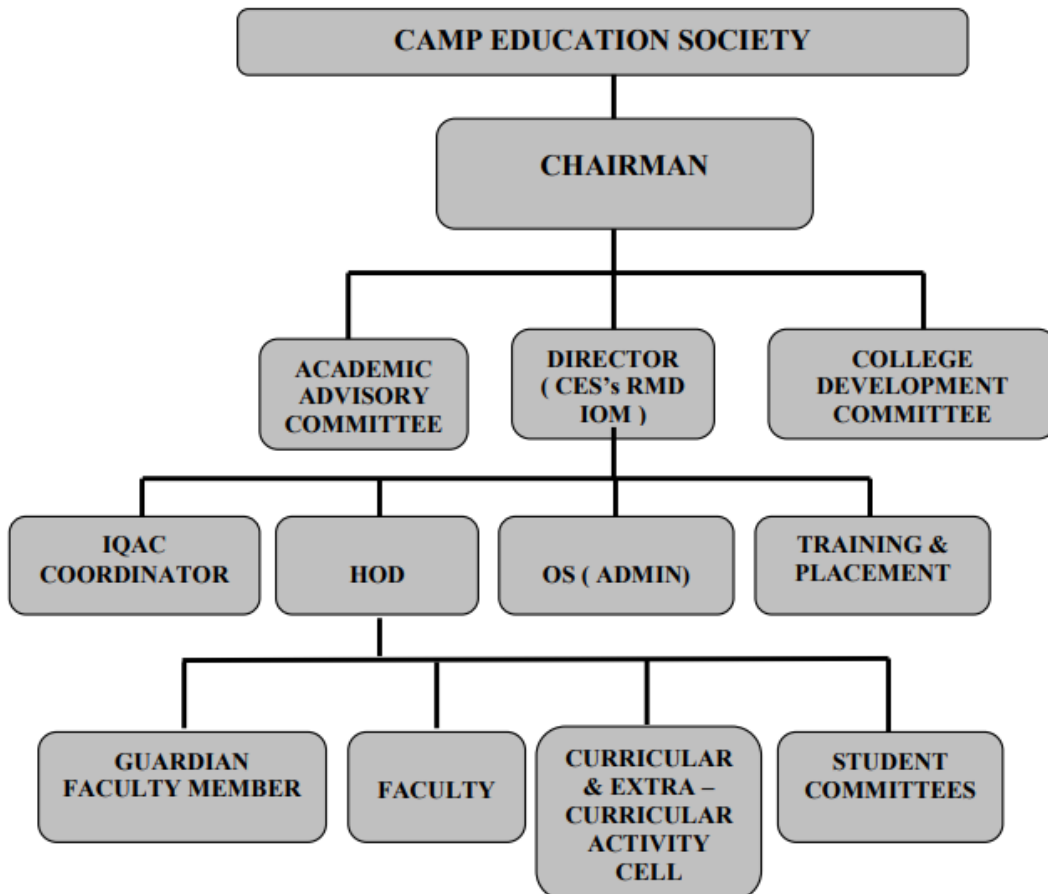 CAMP EDUCATION SOCIETY
CHAIRMAN
ACADEMIC
ADVISORY
COMMITTEE
DIRECTOR
( CES’s RMD
IOM )
COLLEGE
DEVELOPMENT
COMMITTEE
IQAC
COORDINATOR
HOD
OS ( ADMIN)
TRAINING &
PLACEMENT
GUARDIAN
FACULTY MEMBER
FACULTY
CURRICULAR
& EXTRA –
CURRICULAR
ACTIVITY
CELL
STUDENT
COMMITTEES